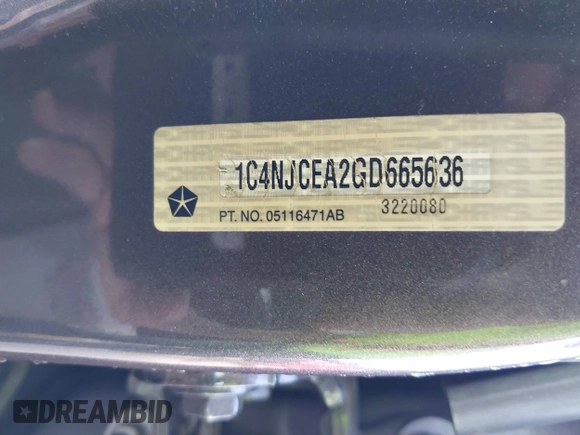 1C4NJCEA2GD665636
PT. NO. 05116471AB 3220080
DREAMBID